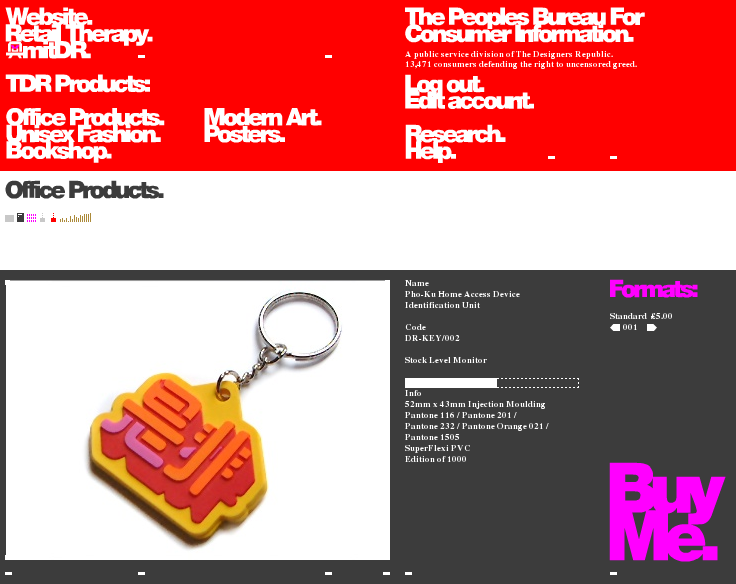 Website.
Retail Therapy.
AmitDR.
TDR Products:
Office Products.
Unisex Fashion.
Bookshop.
Modern Art.
Posters.
The Peoples Bureau For
Consumer Information.
A public service division of The Designers Republic.
13,471 consumers defending the right to uncensored greed.
Log out.
Edit account.
Research.
Help.
Office Products.
Name
Pho-Ku Home Access Device
Identification Unit
Code
DR-KEY/002
Stock Level Monitor
Info
52mm x 43mm Injection Moulding
Pantone 116 / Pantone 201 /
Pantone 232 / Pantone Orange 021 /
Pantone 1505
SuperFlexi PVC
Edition of 1000
Formats:
Standard £5.00
001
Buy
Me.